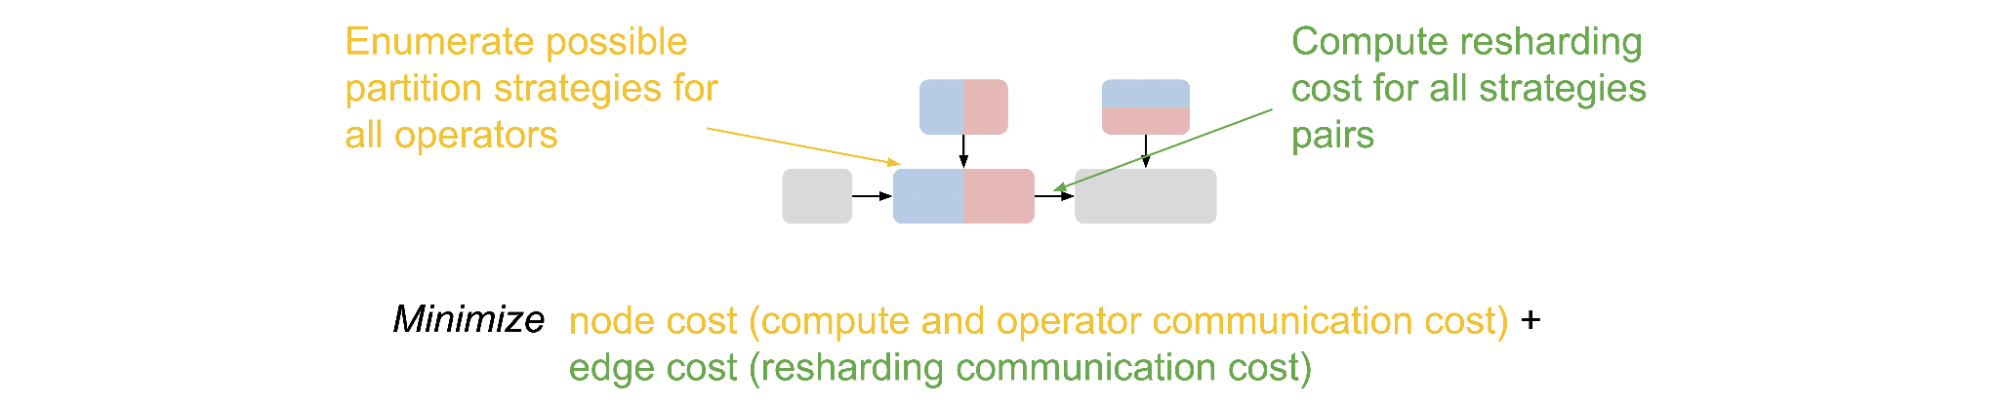 Enumerate possible
partition strategies for
all operators
Compute resharding
cost for all strategies
pairs
Minimize node cost (compute and operator communication cost) +
edge cost (resharding communication cost)